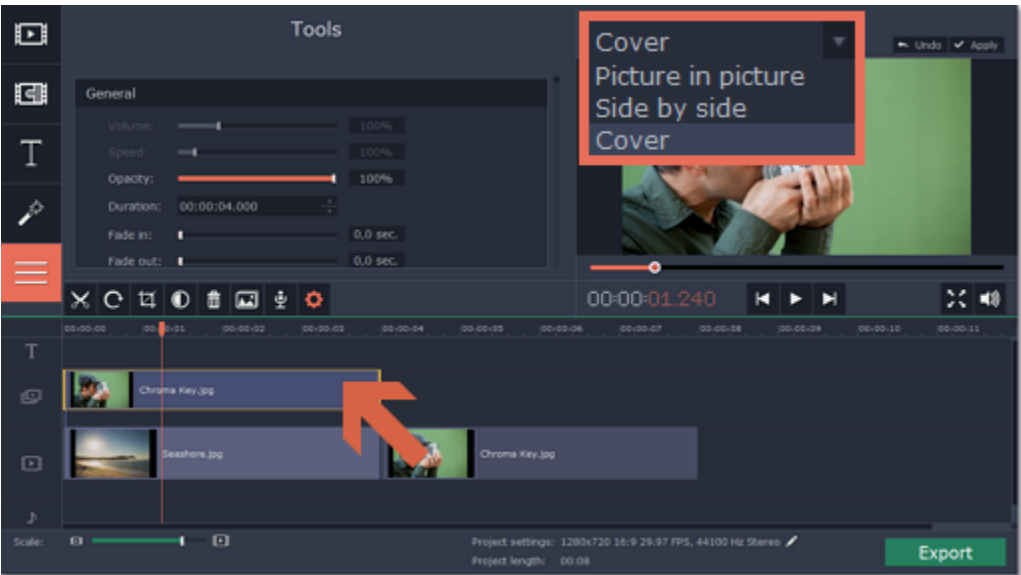 Tools
Cover
Picture in picture
Side by side
Cover
Undo
Apply
General
Volume:
100%
Speed:
100%
Opacity:
100%
Duration:
00:00:04.000
Fade in:
0,0 sec.
Fade out:
0,0 sec.
00:00:01.240
00:00:00
00:00:02
00:00:03
00:00:04
00:00:05
00:00:06
00:00:07
00:00:08
00:00:09
00:00:10
00:00:11
T
T
Chroma Key.jpg
Seashore.jpg
Chroma Key.jpg
Scale:
Project settings: 1280x720 16:9 29.97 FPS, 44100 Hz Stereo
Project length: 00:08
Export